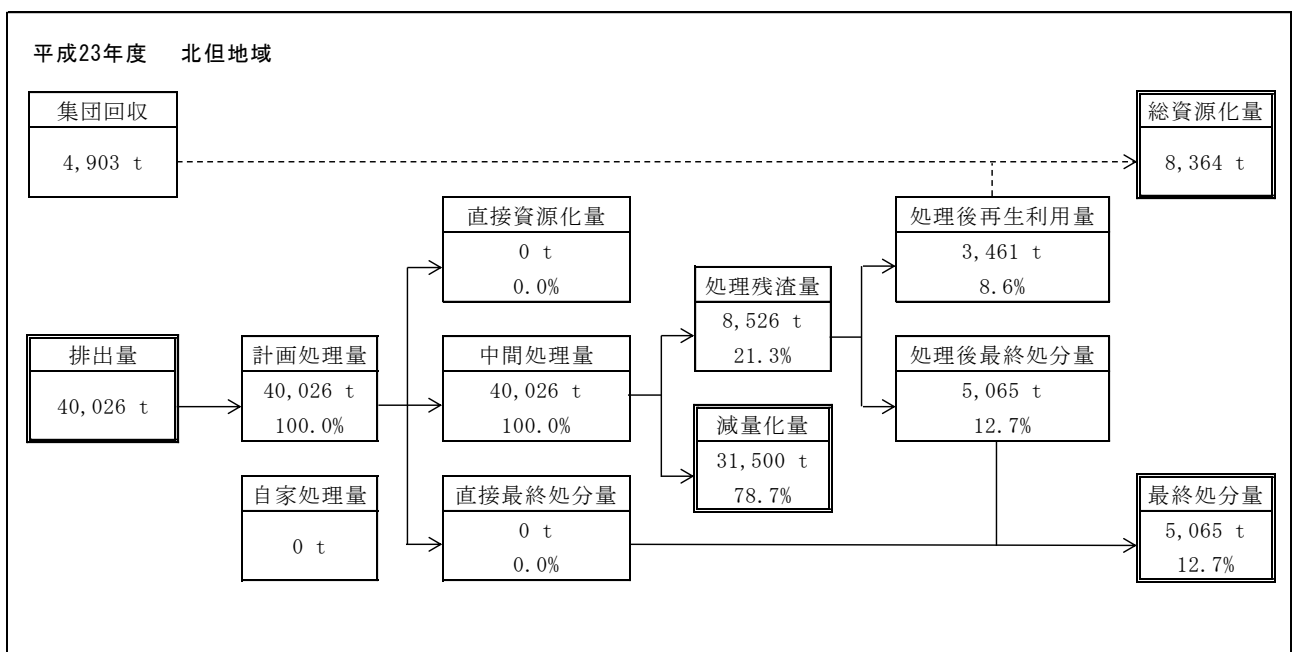 平成23年度 北但地域
集団回収
4,903 t
総資源化量
8,364 t
直接資源化量
0 t
0.0%
処理後再生利用量
3,461 t
8.6%
処理残渣量
8,526 t
21.3%
排出量
40,026 t
計画処理量
40,026 t
100.0%
中間処理量
40,026 t
100.0%
処理後最終処分量
5,065 t
12.7%
減量化量
31,500 t
78.7%
自家処理量
0 t
直接最終処分量
0 t
0.0%
最終処分量
5,065 t
12.7%